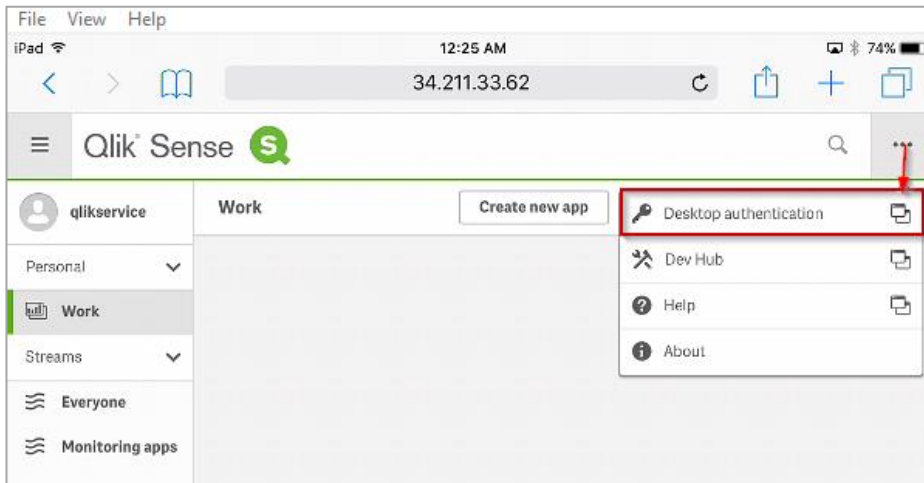 File View Help
iPad 12:25 AM 74%
34.211.33.62
Qlik Sense S
qlikservice Work Create new app Desktop authentication
Personal Dev Hub
Work Help
Streams About
Everyone
Monitoring apps